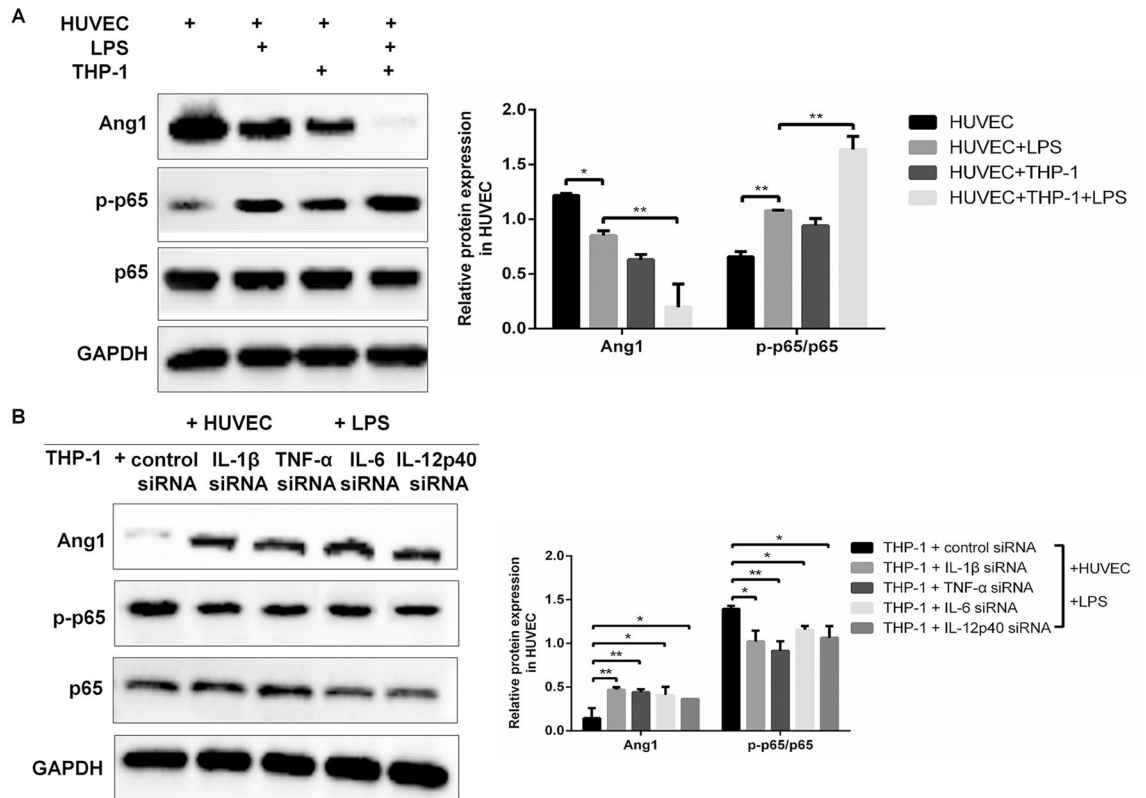 A
HUVEC + + + +
LPS + +
THP-1 + +
Ang1
p-p65
p65
GAPDH
Relative protein expression
in HUVEC
2.0
1.5
1.0
0.5
0.0
* ** ** **
Ang1 p-p65/p65
HUVEC
HUVEC+LPS
HUVEC+THP-1
HUVEC+THP-1+LPS
B
+ HUVEC + LPS
THP-1 + control IL-1β TNF-α IL-6 IL-12p40
siRNA siRNA siRNA siRNA siRNA
Ang1
p-p65
p65
GAPDH
Relative protein expression
in HUVEC
2.0
1.5
1.0
0.5
0.0
*
*
**
**
*
*
**
*
Ang1 p-p65/p65
THP-1 + control siRNA
THP-1 + IL-1β siRNA
THP-1 + TNF-α siRNA
THP-1 + IL-6 siRNA
THP-1 + IL-12p40 siRNA
+HUVEC
+LPS